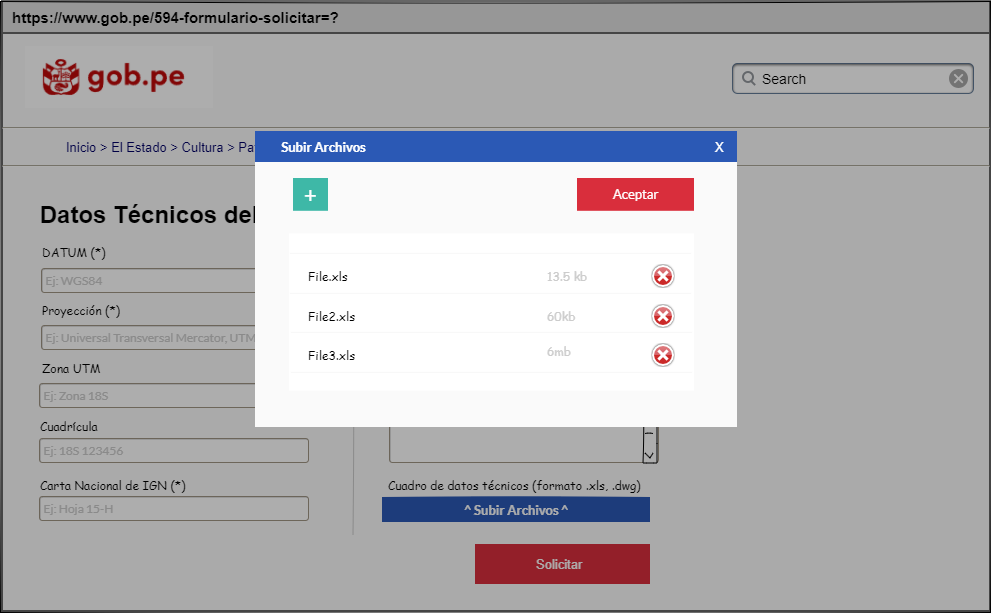 https://www.gob.pe/594-formulario-solicitar=?
gob.pe
Search
Inicio > El Estado > Cultura > Pa
Subir Archivos X
+ Aceptar
File.xls 13.5 kb
File2.xls 60kb
File3.xls 6mb
Datos Técnicos del
DATUM (*)
Ej: WGS84
Proyección (*)
Ej: Universal Transversal Mercator, UTM
Zona UTM
Ej: Zona 18S
Cuadrícula
Ej: 18S 123456
Carta Nacional de IGN (*)
Ej: Hoja 15-H
Cuadro de datos técnicos (formato .xls, .dwg)
^ Subir Archivos ^
Solicitar